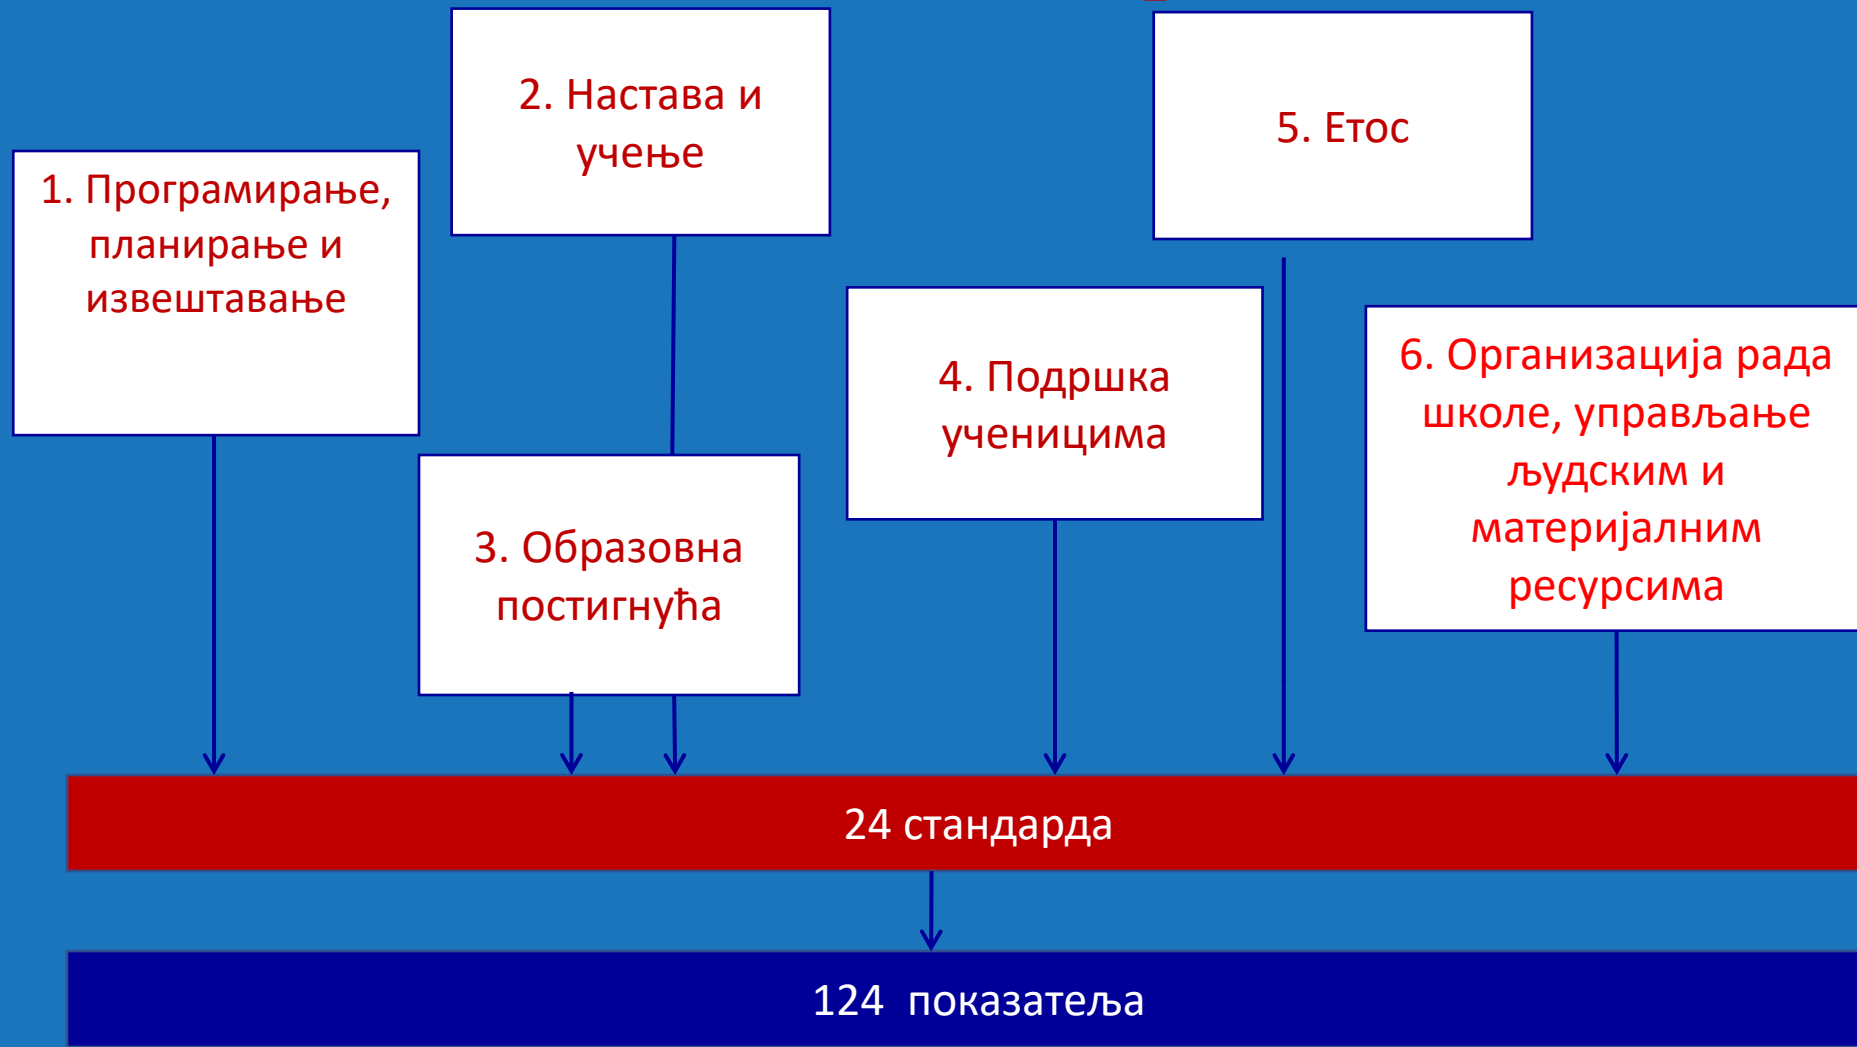 1. Програмирање,
планирање и
извештавање
2. Настава и
учење
3. Образовна
постигнућа
4. Подршка
ученицима
5. Етос
6. Организација рада
школе, управљање
људским и
материјалним
ресурсима
24 стандарда
124 показатеља